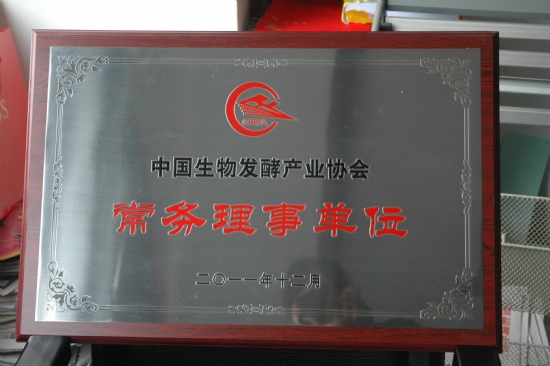 中国生物发酵产业协会
常务理事单位
二〇一一年十二月